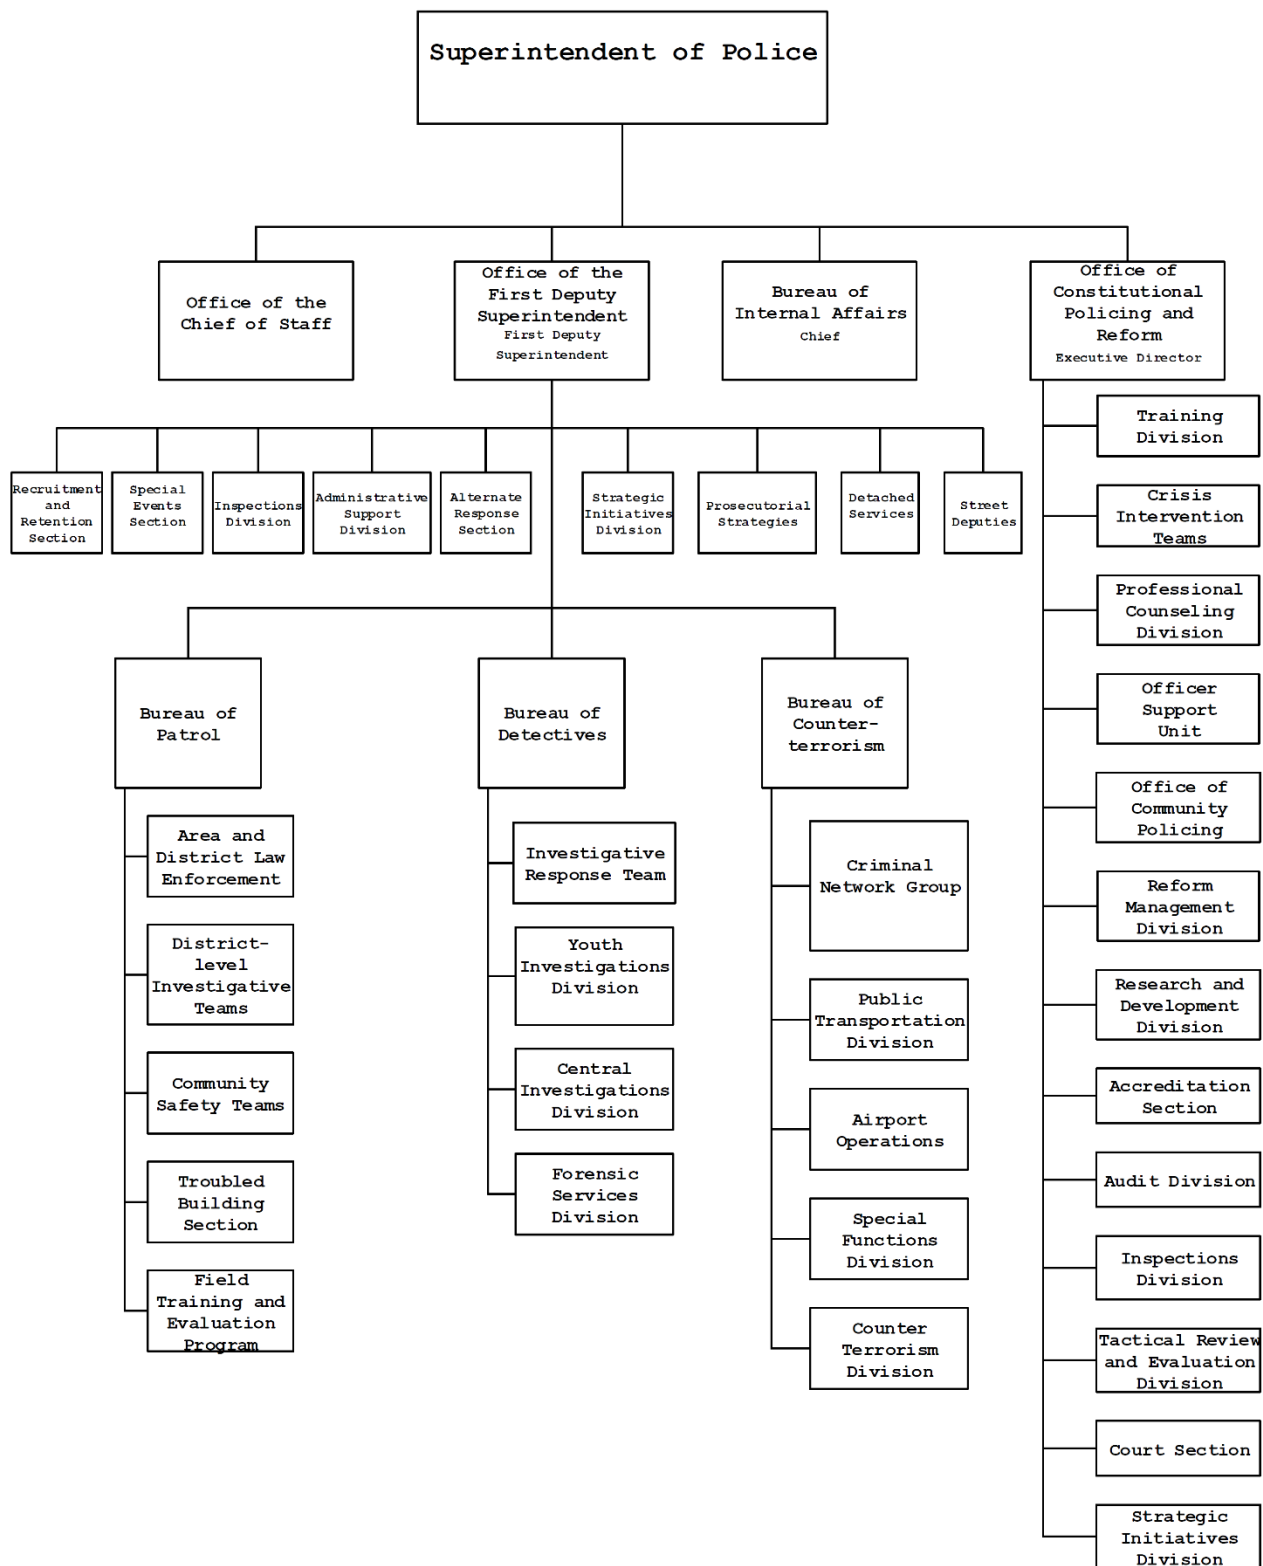 Superintendent of Police
Office of the
Chief of Staff
Office of the
First Deputy
Superintendent
First Deputy
Superintendent
Bureau of
Internal Affairs
Chief
Office of
Constitutional
Policing and
Reform
Executive Director
Recruitment
and
Retention
Section
Special
Events
Section
Inspections
Division
Administrative
Support
Division
Alternate
Response
Section
Strategic
Initiatives
Division
Prosecutorial
Strategies
Detached
Services
Street
Deputies
Bureau of
Patrol
Area and
District Law
Enforcement
District-
level
Investigative
Teams
Community
Safety Teams
Troubled
Building
Section
Field
Training and
Evaluation
Program
Bureau of
Detectives
Investigative
Response Team
Youth
Investigations
Division
Central
Investigations
Division
Forensic
Services
Division
Bureau of
Counter-
terrorism
Criminal
Network Group
Public
Transportation
Division
Airport
Operations
Special
Functions
Division
Counter
Terrorism
Division
Training
Division
Crisis
Intervention
Teams
Professional
Counseling
Division
Officer
Support
Unit
Office of
Community
Policing
Reform
Management
Division
Research and
Development
Division
Accreditation
Section
Audit Division
Inspections
Division
Tactical Review
and Evaluation
Division
Court Section
Strategic
Initiatives
Division